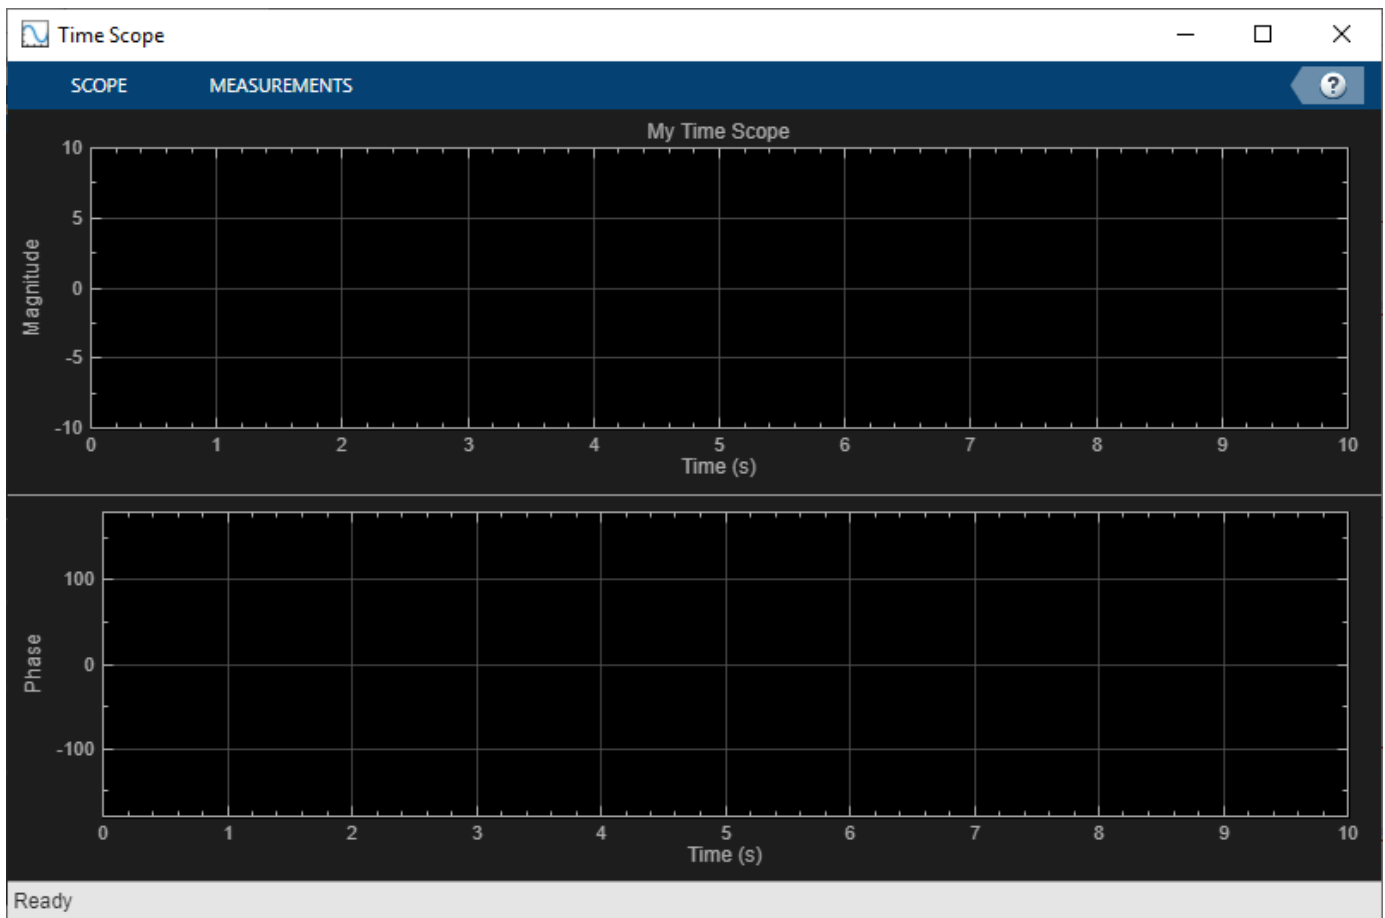 Time Scope
SCOPE MEASUREMENTS ?
My Time Scope
10
5
0
-5
-10
Magnitude
0 1 2 3 4 5 6 7 8 9 10
Time (s)
100
0
-100
Phase
0 1 2 3 4 5 6 7 8 9 10
Time (s)
Ready